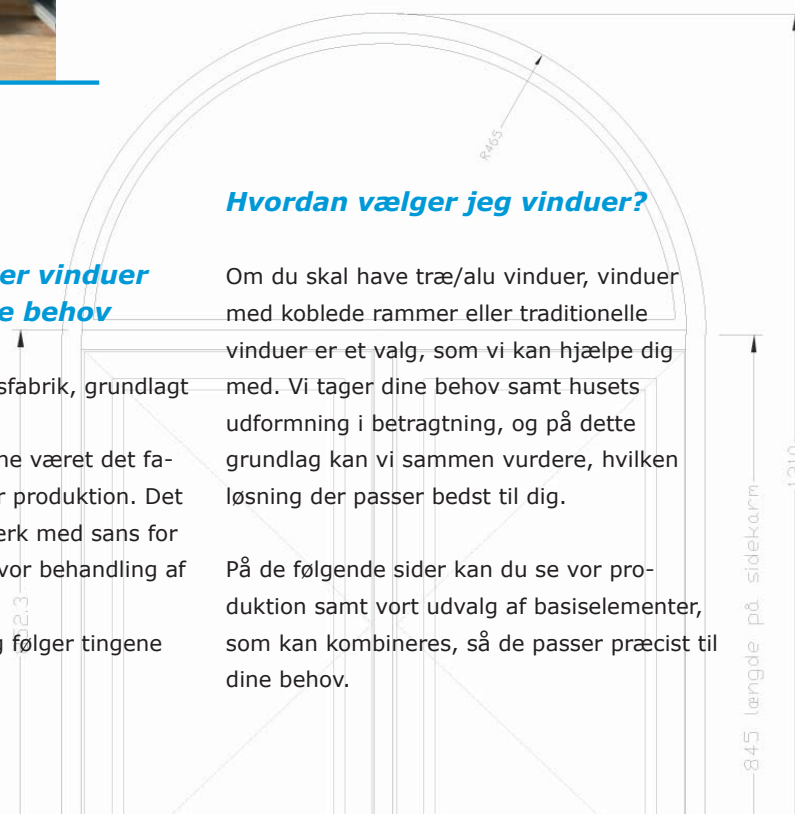 er vinduer
e behov
sfabrik, grundlagt
ne været det fa-
r produktion. Det
ærk med sans for
vor behandling af
g følger tingene
Hvordan vælger jeg vinduer?
Om du skal have træ/alu vinduer, vinduer
med koblede rammer eller traditionelle
vinduer er et valg, som vi kan hjælpe dig
med. Vi tager dine behov samt husets
udformning i betragtning, og på dette
grundlag kan vi sammen vurdere, hvilken
løsning der passer bedst til dig.
På de følgende sider kan du se vor pro-
duktion samt vort udvalg af basiselementer,
som kan kombineres, så de passer præcist til
dine behov.
R465
845 længde på sidekarm